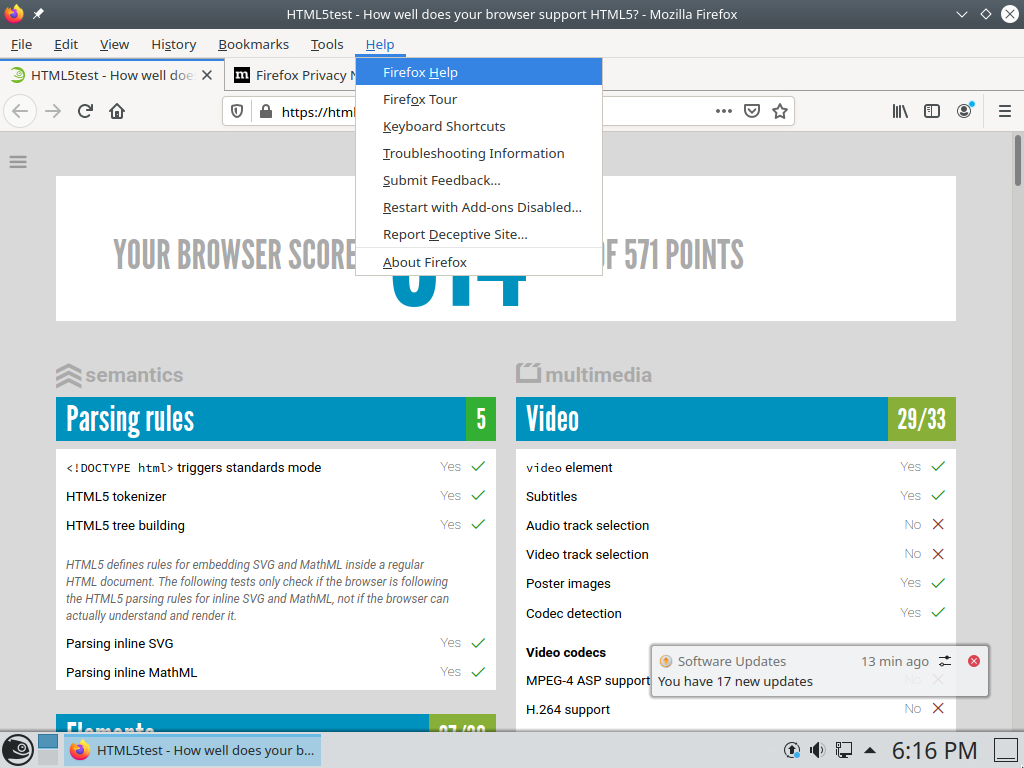 HTML5test - How well does your browser support HTML5? - Mozilla Firefox
File Edit View History Bookmarks Tools Help
HTML5test - How well doe
Firefox Privacy
https://html
Firefox Help
Firefox Tour
Keyboard Shortcuts
Troubleshooting Information
Submit Feedback...
Restart with Add-ons Disabled...
Report Deceptive Site...
About Firefox
YOUR BROWSER SCORE OF 571 POINTS
semantics
Parsing rules 5
<!DOCTYPE html> triggers standards mode Yes
HTML5 tokenizer Yes
HTML5 tree building Yes
HTML5 defines rules for embedding SVG and MathML inside a regular
HTML document. The following tests only check if the browser is following
the HTML5 parsing rules for inline SVG and MathML, not if the browser can
actually understand and render it.
Parsing inline SVG Yes
Parsing inline MathML Yes
Elements
multimedia
Video 29/33
video element Yes
Subtitles Yes
Audio track selection No
Video track selection No
Poster images Yes
Codec detection Yes
Video codecs
MPEG-4 ASP support No
H.264 support No
Software Updates 13 min ago
You have 17 new updates
HTML5test - How well does your b...
6:16 PM